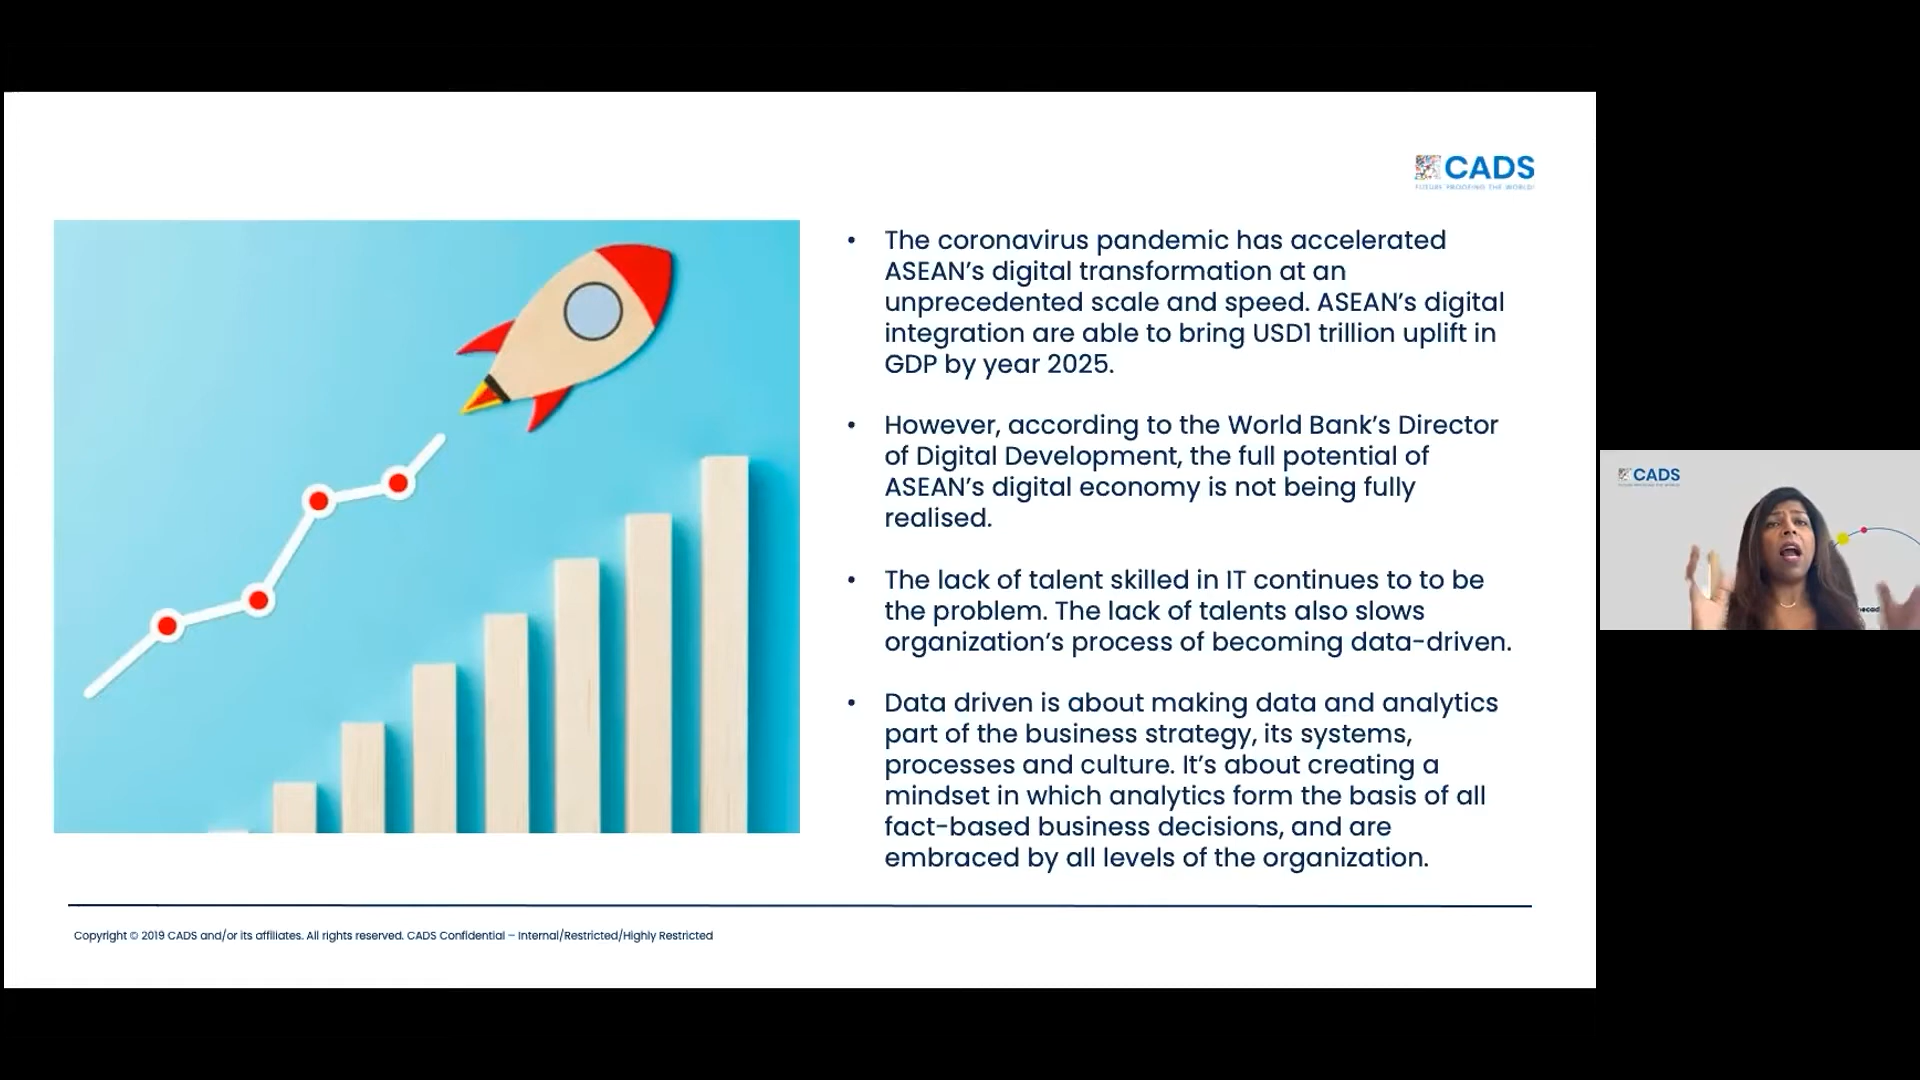 CADS
FUTURE PROOFING THE WORLD!
• The coronavirus pandemic has accelerated
ASEAN’s digital transformation at an
unprecedented scale and speed. ASEAN’s digital
integration are able to bring USD1 trillion uplift in
GDP by year 2025.
• However, according to the World Bank’s Director
of Digital Development, the full potential of
ASEAN’s digital economy is not being fully
realised.
• The lack of talent skilled in IT continues to to be
the problem. The lack of talents also slows
organization’s process of becoming data-driven.
• Data driven is about making data and analytics
part of the business strategy, its systems,
processes and culture. It’s about creating a
mindset in which analytics form the basis of all
fact-based business decisions, and are
embraced by all levels of the organization.
Copyright © 2019 CADS and/or its affiliates. All rights reserved. CADS Confidential – Internal/Restricted/Highly Restricted
CADS